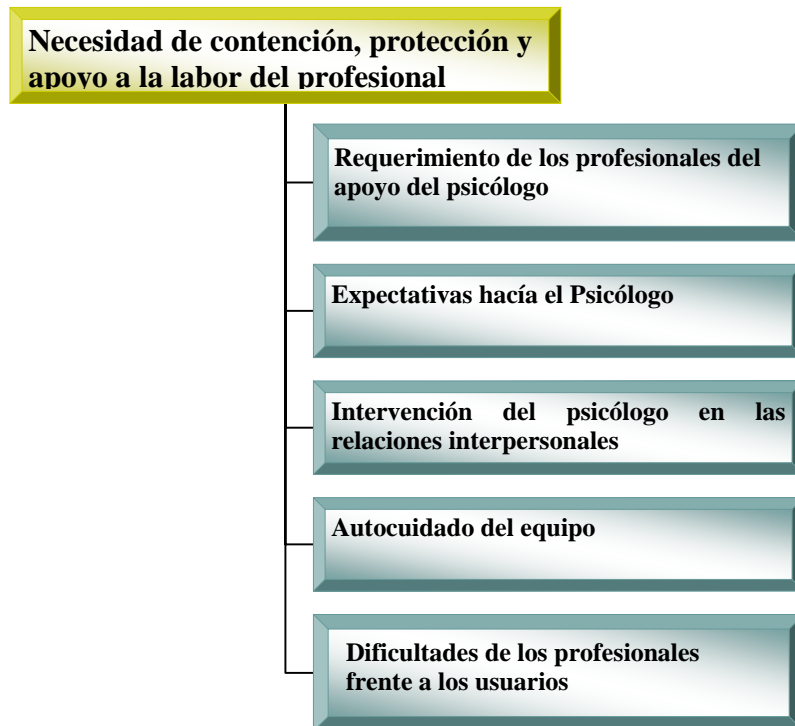 Necesidad de contención, protección y
apoyo a la labor del profesional
Requerimiento de los profesionales del
apoyo del psicólogo
Expectativas hacía el Psicólogo
Intervención del psicólogo en las
relaciones interpersonales
Autocuidado del equipo
Dificultades de los profesionales
frente a los usuarios